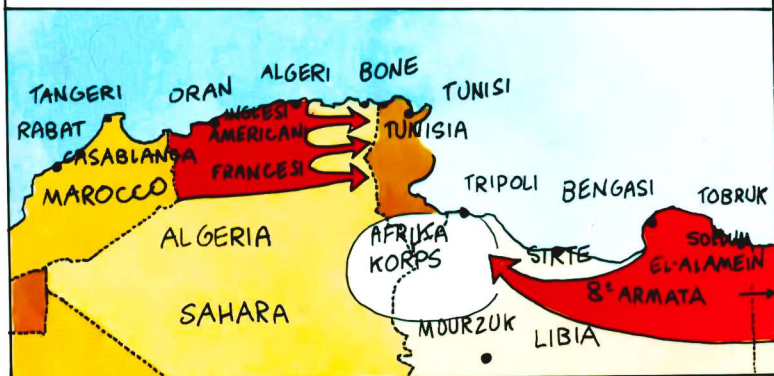 TANGERI
ORAN
ALGERI
BONE
TUNISI
RABAT
INGLESI
AMERICANI
TUNISIA
CASABLANCA
FRANCESI
MAROCCO
TRIPOLI
BENGASI
TOBRUK
ALGERIA
AFRIKA
KORPS
SIRTE
SOLLUM
EL-ALAMEIN
8ª ARMATA
SAHARA
MOURZUK
LIBIA